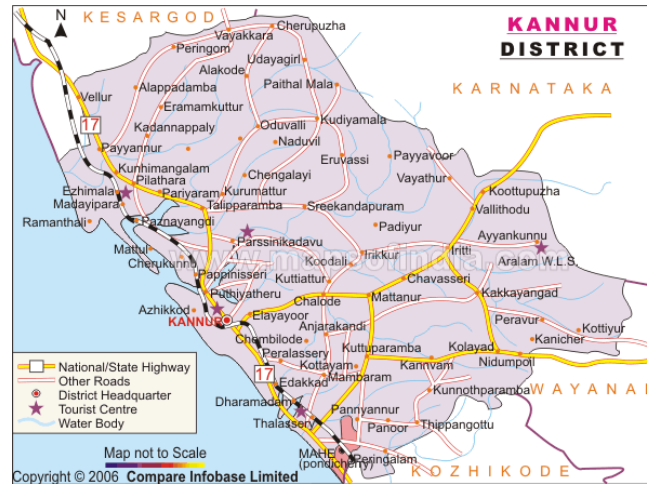 KANNUR
DISTRICT
N
KESARGOD
KARNATAKA
WAYANAD
KOZHIKODE
Cherupuzha
Vayakkara
Peringom
Udayagiri
Alakode
Paithal Mala
Vellur
Alappadamba
Eramamkuttur
17
Kudiyamala
Oduvalli
Kadannappaly
Naduvil
Payyannur
Eruvassi
Payyavoor
Kunhimangalam
Chengalayi
Vayathur
Pilathara
Ezhimala
Pariyaram
Kurumattur
Koottupuzha
Madayipara
Talipparamba
Sreekandapuram
Vallithodu
Ramanthali
Paznayangdi
Padiyur
Parssinikadavu
Ayyankunnu
Mattul
Irikkur
Iritti
Cherukunnu
Koodali
Aralam W.L.S.
www.mapsofindia.com
Pappinisseri
Kuttiattur
Chavasseri
Puthiyatheru
Chalode
Mattanur
Kakkayangad
Azhikkod
KANNUR
Elayayoor
Peravur
Anjarakandi
Kottiyur
Chembilode
Kanicher
Kuttuparamba
Kolayad
Peralassery
Kottayam
Kannvam
Nidumpoil
17
Edakkad
Mambaram
Kunnothparamba
Dharamadam
Pannyannur
Thalassery
Panoor
Thippangottu
MAHE
(pondicherry)
Peringalam
National/State Highway
Other Roads
District Headquarter
Tourist Centre
Water Body
Map not to Scale
Copyright © 2006 Compare Infobase Limited